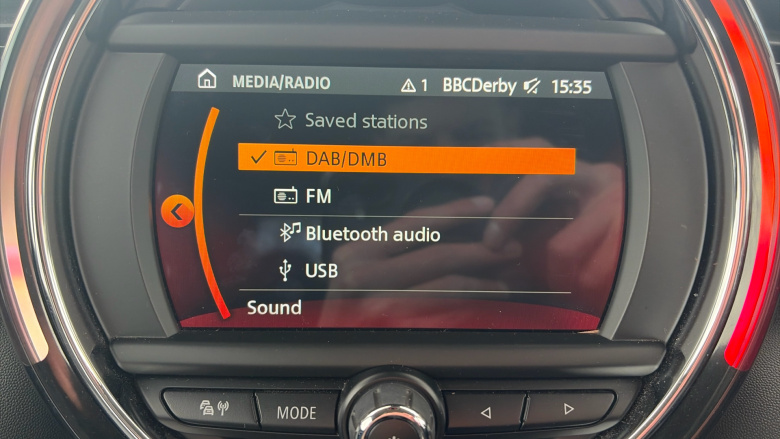 MEDIA/RADIO 1 BBCDerby 15:35
Saved stations
DAB/DMB
FM
Bluetooth audio
USB
Sound
MODE